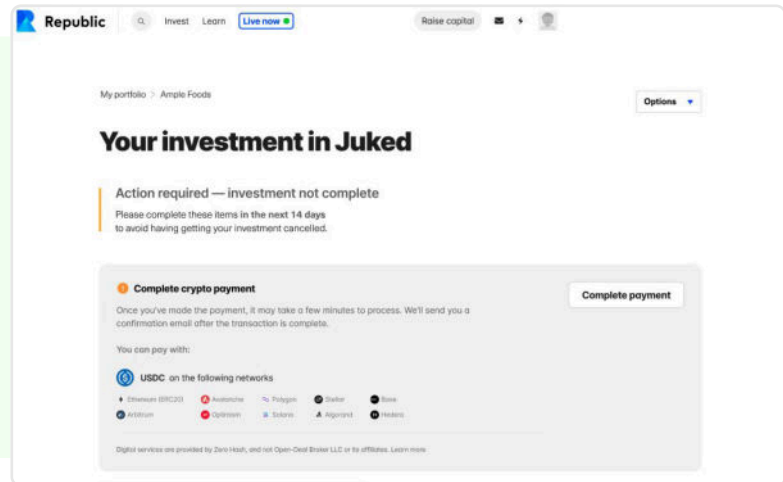 Republic
Invest Learn Live now
Raise capital
My portfolio > Ample Foods
Options
Your investment in Juked
Action required — investment not complete
Please complete these items in the next 14 days
to avoid having getting your investment cancelled.
Complete crypto payment
Complete payment
Once you've made the payment, it may take a few minutes to process. We'll send you a
confirmation email after the transaction is complete.
You can pay with:
USDC on the following networks
Ethereum (ERC20) Avalanche Polygon Stellar Base
Arbitrum Optimism Solana Algorand Hedera
Digital services are provided by Zero Hash, and not Open Deal Broker LLC or its affiliates. Learn more